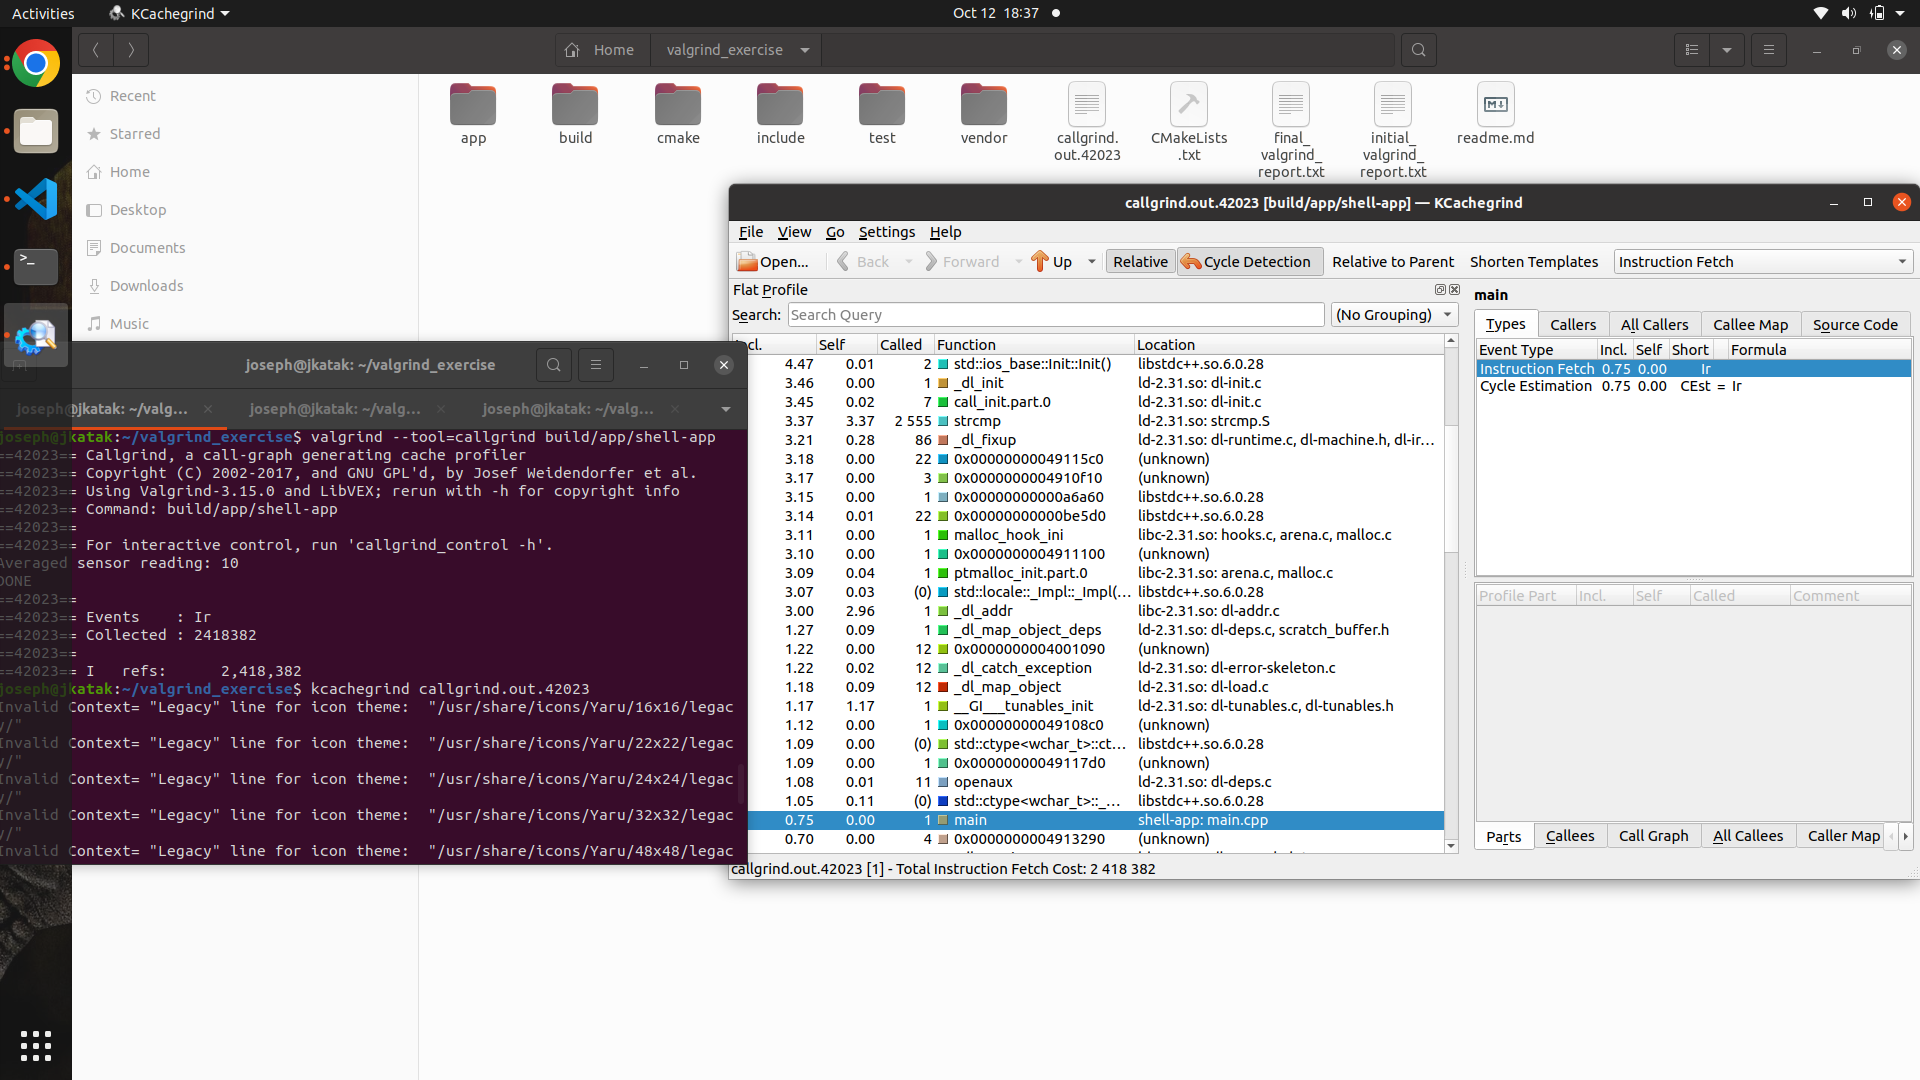 Activities
KCachegrind
Oct 12 18:37
Home
valgrind_exercise
Recent
Starred
Home
Desktop
Documents
Downloads
Music
app
build
cmake
include
test
vendor
callgrind.
out.42023
CMakeLists
.txt
final_
valgrind_
report.txt
initial_
valgrind_
report.txt
readme.md
joseph@jkatak: ~/valgrind_exercise
joseph@jkatak: ~/valg...
joseph@jkatak: ~/valg...
joseph@jkatak: ~/valg...
joseph@jkatak:~/valgrind_exercise$ valgrind --tool=callgrind build/app/shell-app
==42023== Callgrind, a call-graph generating cache profiler
==42023== Copyright (C) 2002-2017, and GNU GPL'd, by Josef Weidendorfer et al.
==42023== Using Valgrind-3.15.0 and LibVEX; rerun with -h for copyright info
==42023== Command: build/app/shell-app
==42023==
==42023== For interactive control, run 'callgrind_control -h'.
Averaged sensor reading: 10
DONE
==42023==
==42023== Events : Ir
==42023== Collected : 2418382
==42023==
==42023== I refs: 2,418,382
joseph@jkatak:~/valgrind_exercise$ kcachegrind callgrind.out.42023
Invalid Context= "Legacy" line for icon theme: "/usr/share/icons/Yaru/16x16/legac
y/"
Invalid Context= "Legacy" line for icon theme: "/usr/share/icons/Yaru/22x22/legac
y/"
Invalid Context= "Legacy" line for icon theme: "/usr/share/icons/Yaru/24x24/legac
y/"
Invalid Context= "Legacy" line for icon theme: "/usr/share/icons/Yaru/32x32/legac
y/"
Invalid Context= "Legacy" line for icon theme: "/usr/share/icons/Yaru/48x48/legac
callgrind.out.42023 [build/app/shell-app] — KCachegrind
File View Go Settings Help
Open... Back Forward Up Relative Cycle Detection Relative to Parent Shorten Templates Instruction Fetch
Flat Profile
Search: Search Query (No Grouping)
Incl. Self Called Function Location
4.47 0.01 2 std::ios_base::Init::Init() libstdc++.so.6.0.28
3.46 0.00 1 _dl_init ld-2.31.so: dl-init.c
3.45 0.02 7 call_init.part.0 ld-2.31.so: dl-init.c
3.37 3.37 2 555 strcmp ld-2.31.so: strcmp.S
3.21 0.28 86 _dl_fixup ld-2.31.so: dl-runtime.c, dl-machine.h, dl-ir...
3.18 0.00 22 0x00000000049115c0 (unknown)
3.17 0.00 3 0x0000000004910f10 (unknown)
3.15 0.00 1 0x00000000000a6a60 libstdc++.so.6.0.28
3.14 0.01 22 0x00000000000be5d0 libstdc++.so.6.0.28
3.11 0.00 1 malloc_hook_ini libc-2.31.so: hooks.c, arena.c, malloc.c
3.10 0.00 1 0x0000000004911100 (unknown)
3.09 0.04 1 ptmalloc_init.part.0 libc-2.31.so: arena.c, malloc.c
3.07 0.03 (0) std::locale::_Impl::_Impl(... libstdc++.so.6.0.28
3.00 2.96 1 _dl_addr libc-2.31.so: dl-addr.c
1.27 0.09 1 _dl_map_object_deps ld-2.31.so: dl-deps.c, scratch_buffer.h
1.22 0.00 12 0x0000000004001090 (unknown)
1.22 0.02 12 _dl_catch_exception ld-2.31.so: dl-error-skeleton.c
1.18 0.09 12 _dl_map_object ld-2.31.so: dl-load.c
1.17 1.17 1 __GI___tunables_init ld-2.31.so: dl-tunables.c, dl-tunables.h
1.12 0.00 1 0x00000000049108c0 (unknown)
1.09 0.00 (0) std::ctype<wchar_t>::ct... libstdc++.so.6.0.28
1.09 0.00 1 0x00000000049117d0 (unknown)
1.08 0.01 11 openaux ld-2.31.so: dl-deps.c
1.05 0.11 (0) std::ctype<wchar_t>::_... libstdc++.so.6.0.28
0.75 0.00 1 main shell-app: main.cpp
0.70 0.00 4 0x0000000004913290 (unknown)
callgrind.out.42023 [1] - Total Instruction Fetch Cost: 2 418 382
main
Types Callers All Callers Callee Map Source Code
Event Type Incl. Self Short Formula
Instruction Fetch 0.75 0.00 Ir
Cycle Estimation 0.75 0.00 CEst = Ir
Profile Part Incl. Self Called Comment
Parts Callees Call Graph All Callees Caller Map